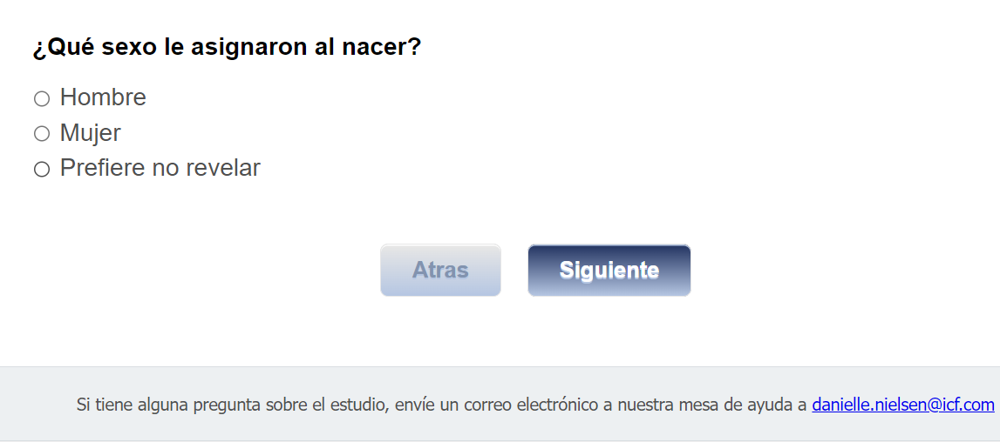 ¿Qué sexo le asignaron al nacer?
Hombre
Mujer
Prefiere no revelar
Atras
Siguiente
Si tiene alguna pregunta sobre el estudio, envíe un correo electrónico a nuestra mesa de ayuda a danielle.nielsen@icf.com